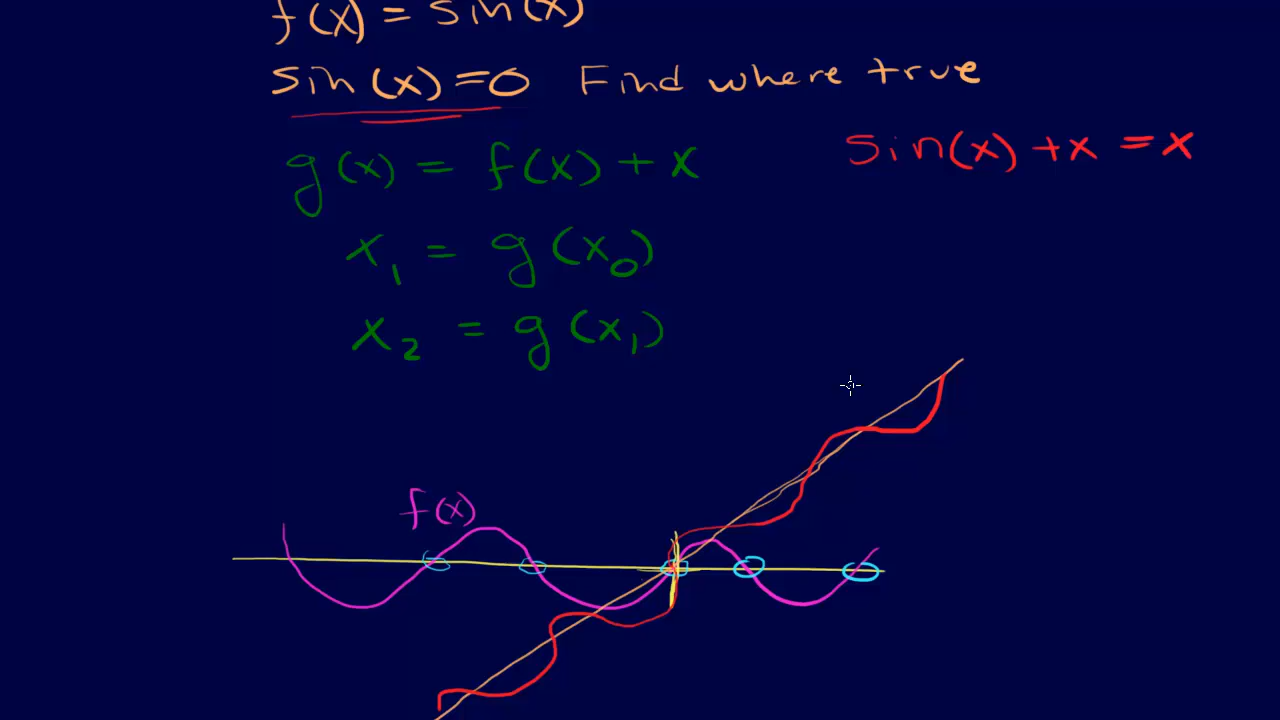 f(x) = sin(x)
sin(x)=0 Find where true
sin(x)+x =x
g(x) = f(x) + x
x₁ = g(x₀)
x₂ = g(x₁)
f(x)